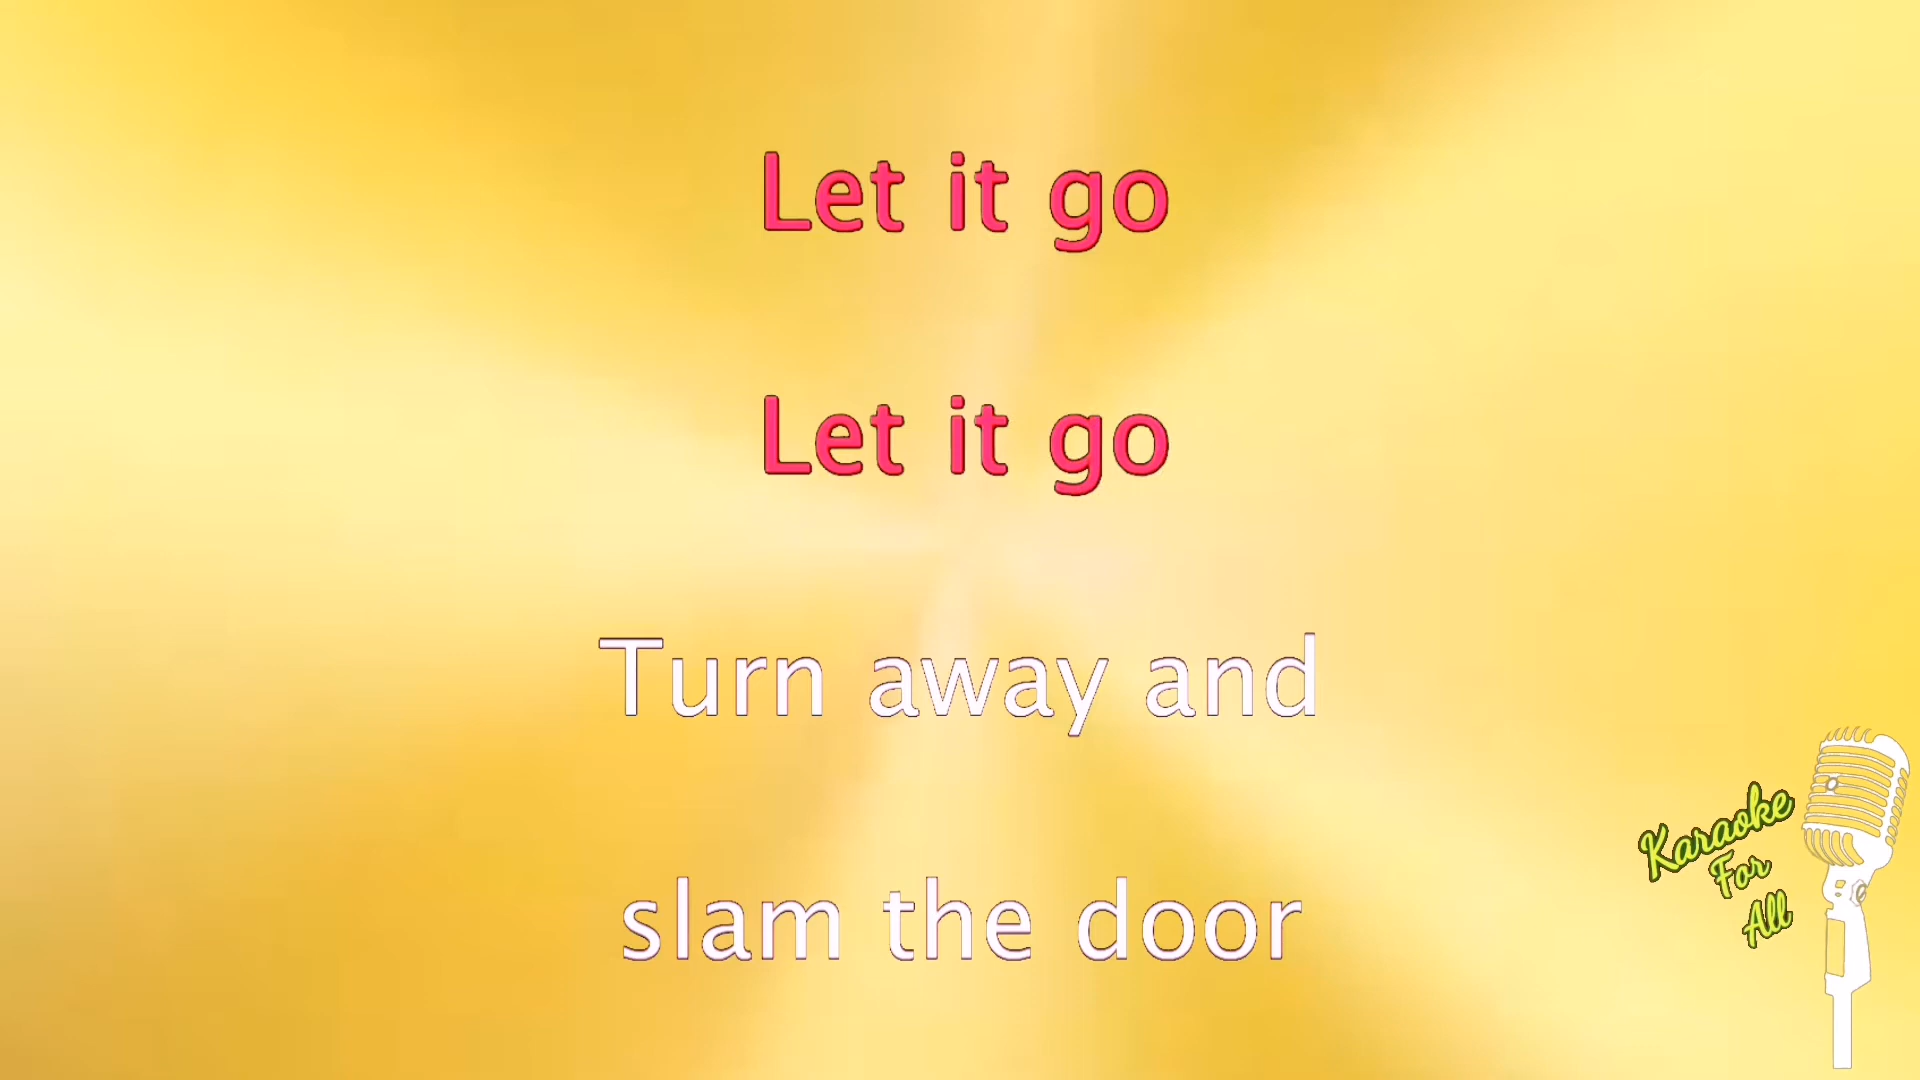 Let it go
Let it go
Turn away and
slam the door
Karaoke
For
All